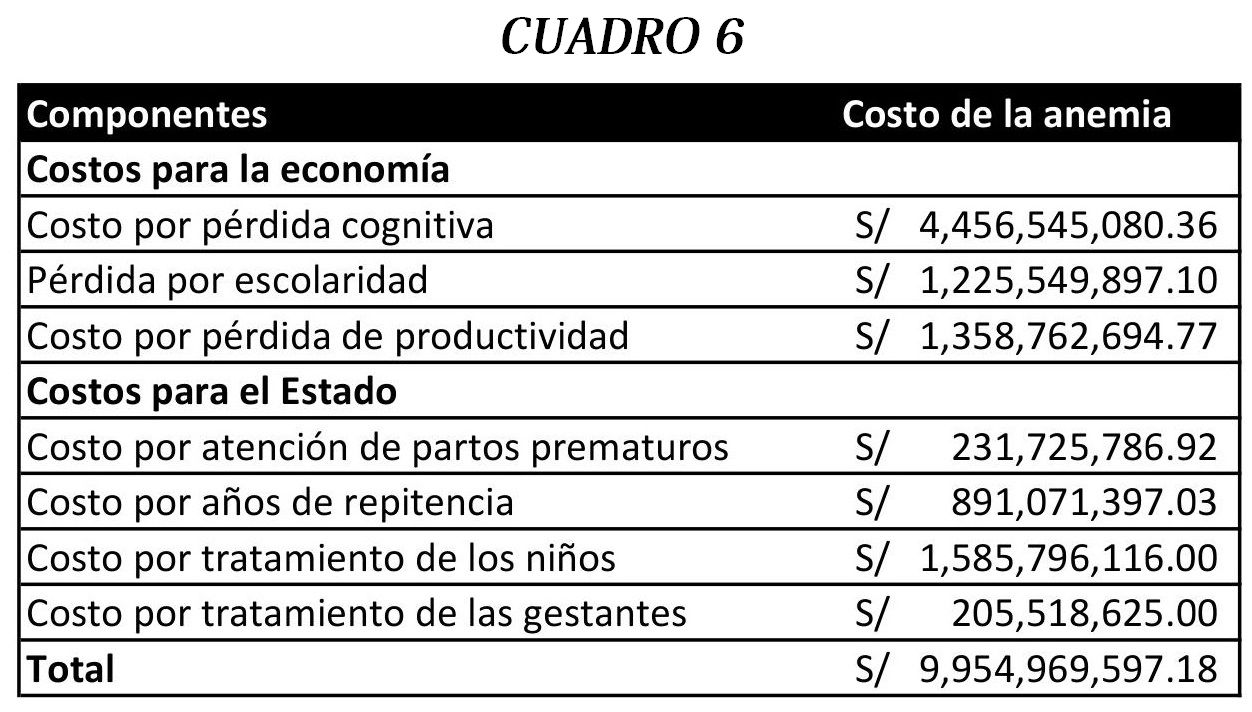 CUADRO 6
Componentes Costo de la anemia
Costos para la economía
Costo por pérdida cognitiva S/ 4,456,545,080.36
Pérdida por escolaridad S/ 1,225,549,897.10
Costo por pérdida de productividad S/ 1,358,762,694.77
Costos para el Estado
Costo por atención de partos prematuros S/ 231,725,786.92
Costo por años de repitencia S/ 891,071,397.03
Costo por tratamiento de los niños S/ 1,585,796,116.00
Costo por tratamiento de las gestantes S/ 205,518,625.00
Total S/ 9,954,969,597.18